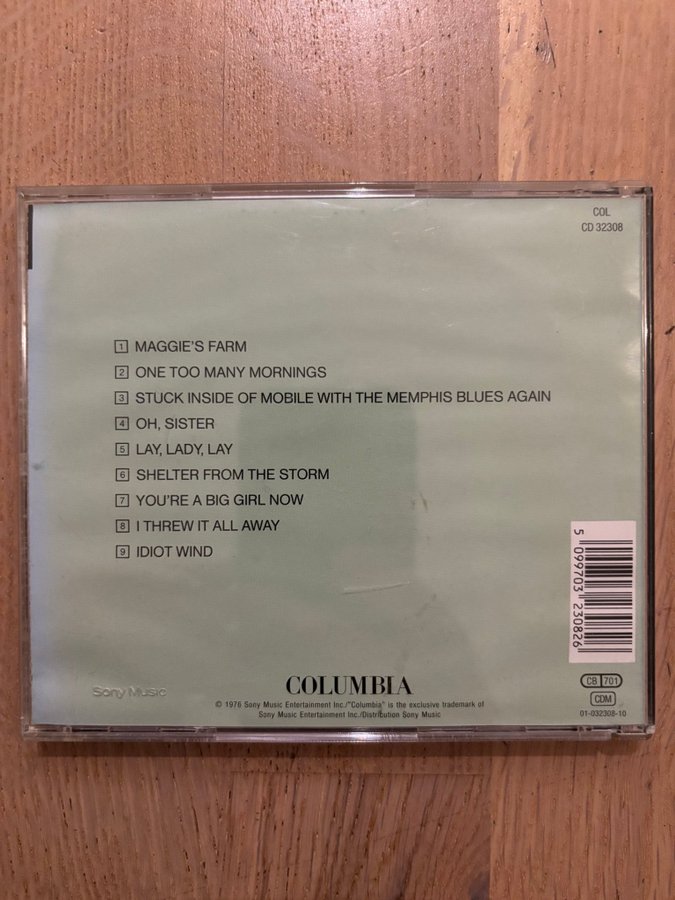 COL
CD 32308
1 MAGGIE'S FARM
2 ONE TOO MANY MORNINGS
3 STUCK INSIDE OF MOBILE WITH THE MEMPHIS BLUES AGAIN
4 OH, SISTER
5 LAY, LADY, LAY
6 SHELTER FROM THE STORM
7 YOU'RE A BIG GIRL NOW
8 I THREW IT ALL AWAY
9 IDIOT WIND
5 099703 230826
Sony Music
COLUMBIA
© 1976 Sony Music Entertainment Inc./"Columbia" is the exclusive trademark of
Sony Music Entertainment Inc./Distribution Sony Music
CB 701
CDM
01-032308-10